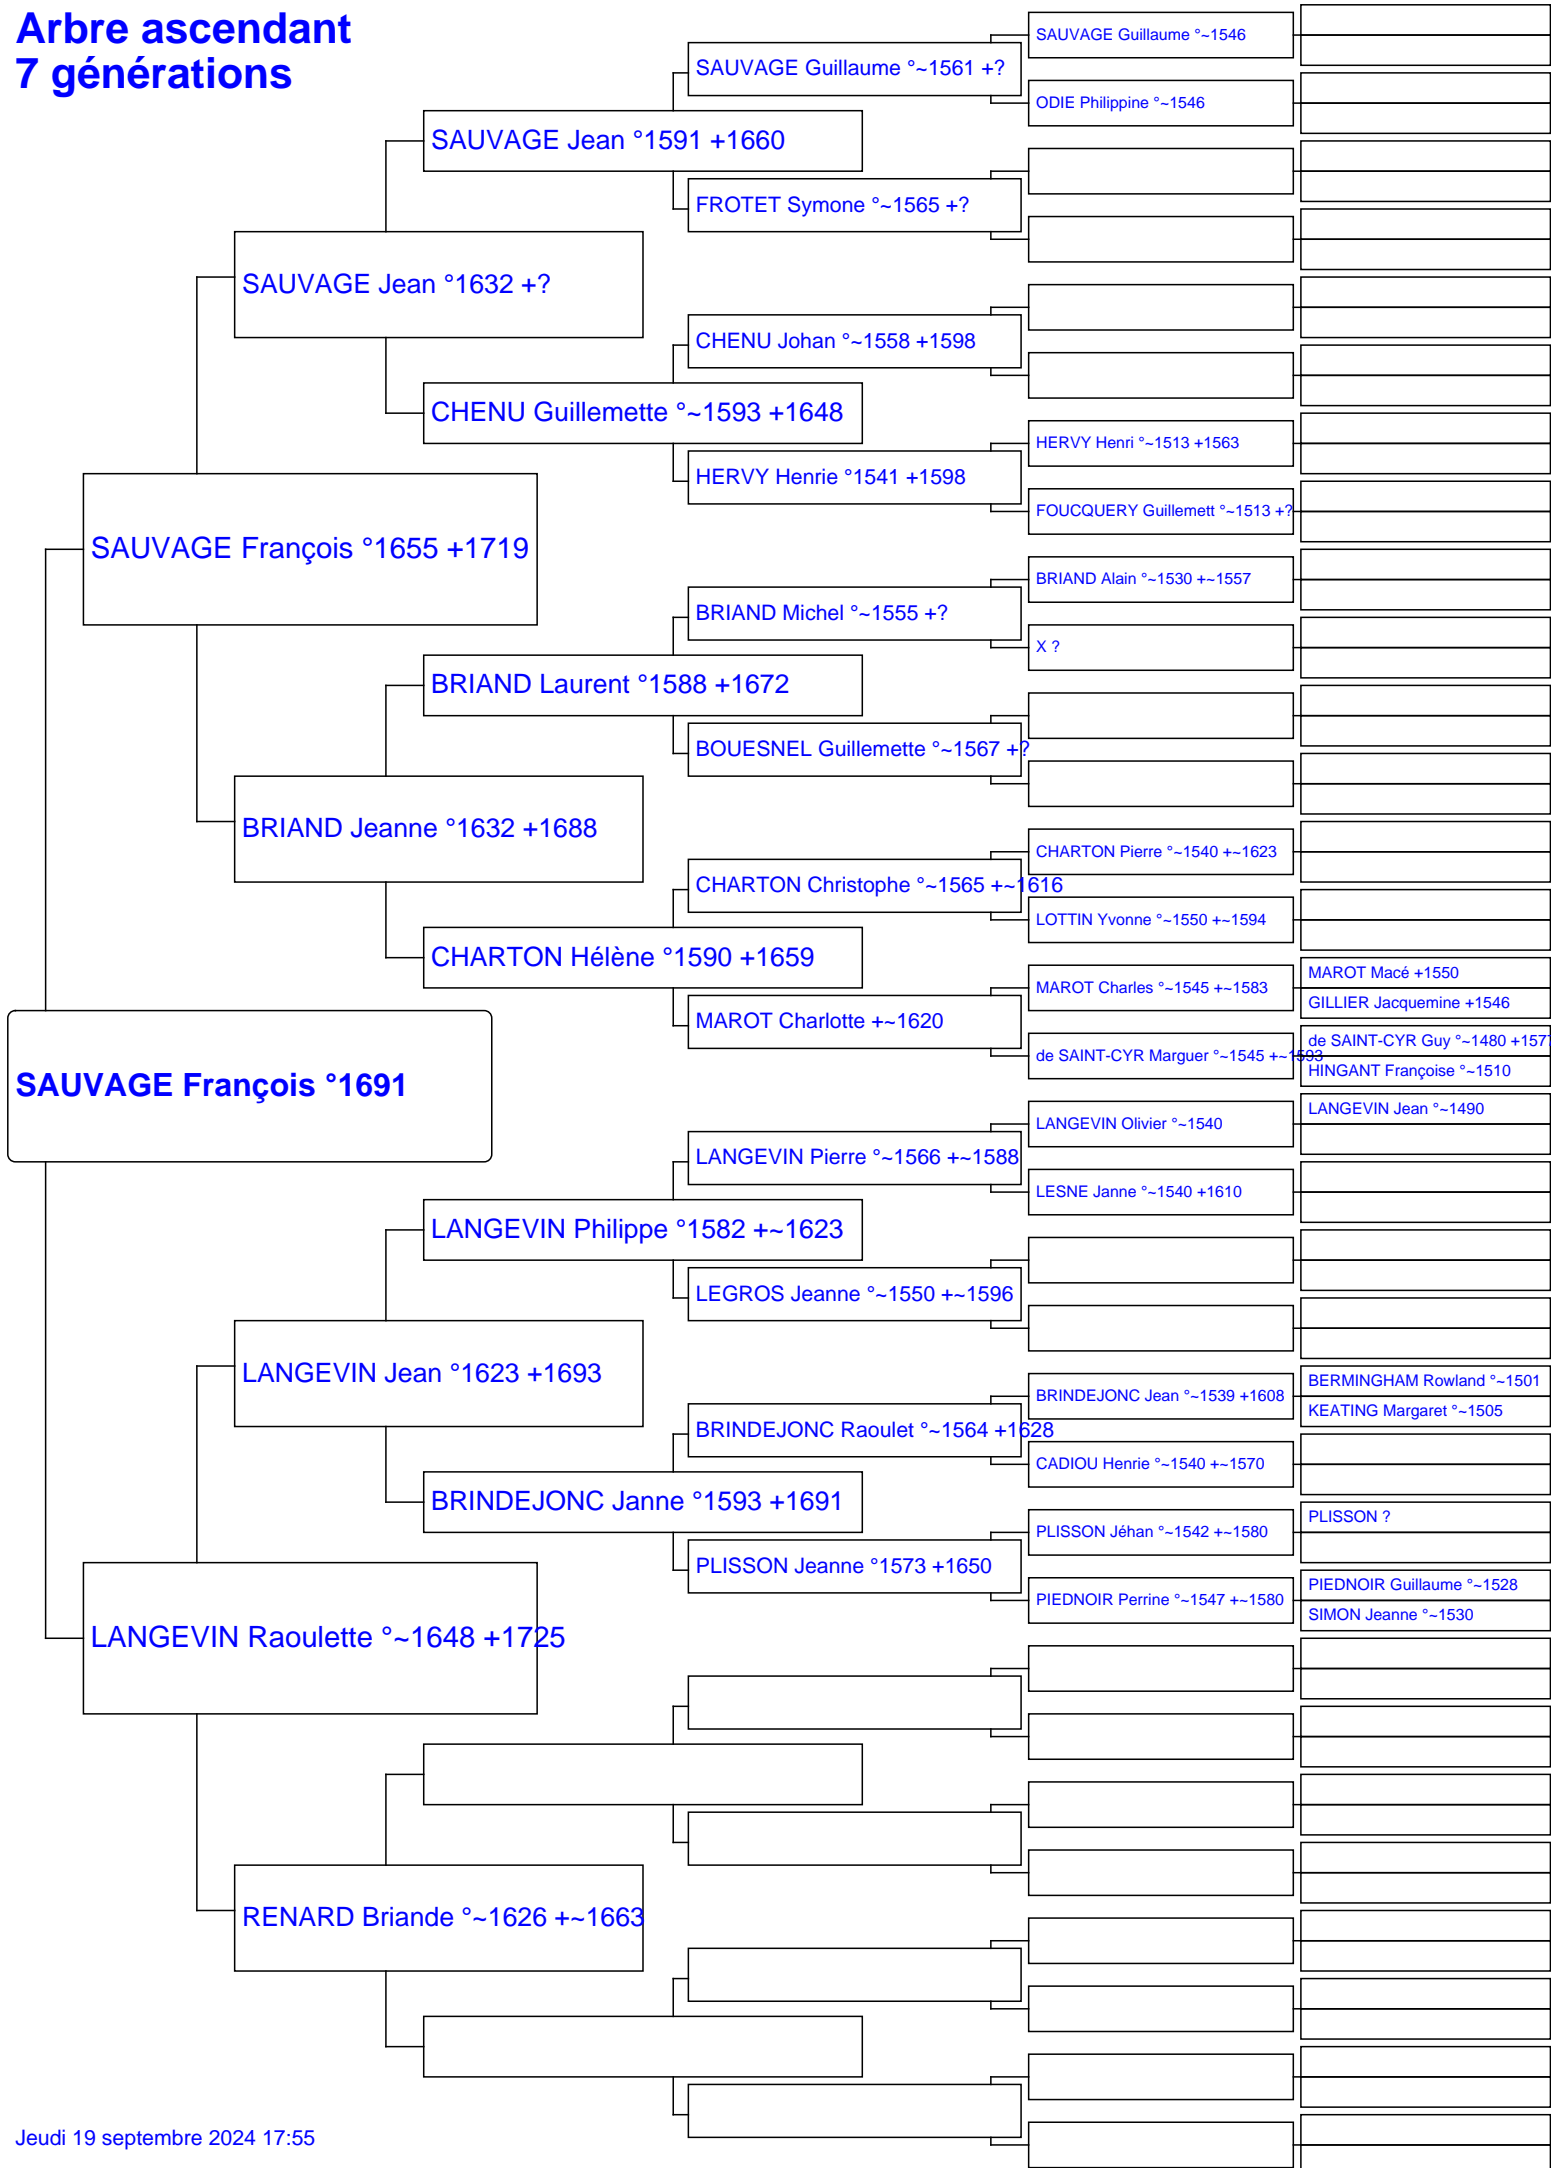 Arbre ascendant
7 générations
SAUVAGE François °1691
SAUVAGE François °1655 +1719
LANGEVIN Raoulette °~1648 +1725
SAUVAGE Jean °1632 +?
BRIAND Jeanne °1632 +1688
LANGEVIN Jean °1623 +1693
RENARD Briande °~1626 +~1663
SAUVAGE Jean °1591 +1660
CHENU Guillemette °~1593 +1648
BRIAND Laurent °1588 +1672
CHARTON Hélène °1590 +1659
LANGEVIN Philippe °1582 +~1623
BRINDEJONC Janne °1593 +1691
SAUVAGE Guillaume °~1561 +?
FROTET Symone °~1565 +?
CHENU Johan °~1558 +1598
HERVY Henrie °1541 +1598
BRIAND Michel °~1555 +?
BOUESNEL Guillemette °~1567 +?
CHARTON Christophe °~1565 +~1616
MAROT Charlotte +~1620
LANGEVIN Pierre °~1566 +~1588
LEGROS Jeanne °~1550 +~1596
BRINDEJONC Raoulet °~1564 +1628
PLISSON Jeanne °1573 +1650
SAUVAGE Guillaume °~1546
ODIE Philippine °~1546
HERVY Henri °~1513 +1563
FOUCQUERY Guillemett °~1513 +?
BRIAND Alain °~1530 +~1557
X ?
CHARTON Pierre °~1540 +~1623
LOTTIN Yvonne °~1550 +~1594
MAROT Charles °~1545 +~1583
de SAINT-CYR Marguer °~1545 +~1593
LANGEVIN Olivier °~1540
LESNE Janne °~1540 +1610
BRINDEJONC Jean °~1539 +1608
CADIOU Henrie °~1540 +~1570
PLISSON Jéhan °~1542 +~1580
PIEDNOIR Perrine °~1547 +~1580
MAROT Macé +1550
GILLIER Jacquemine +1546
de SAINT-CYR Guy °~1480 +1577
HINGANT Françoise °~1510
LANGEVIN Jean °~1490
BERMINGHAM Rowland °~1501
KEATING Margaret °~1505
PLISSON ?
PIEDNOIR Guillaume °~1528
SIMON Jeanne °~1530
Jeudi 19 septembre 2024 17:55